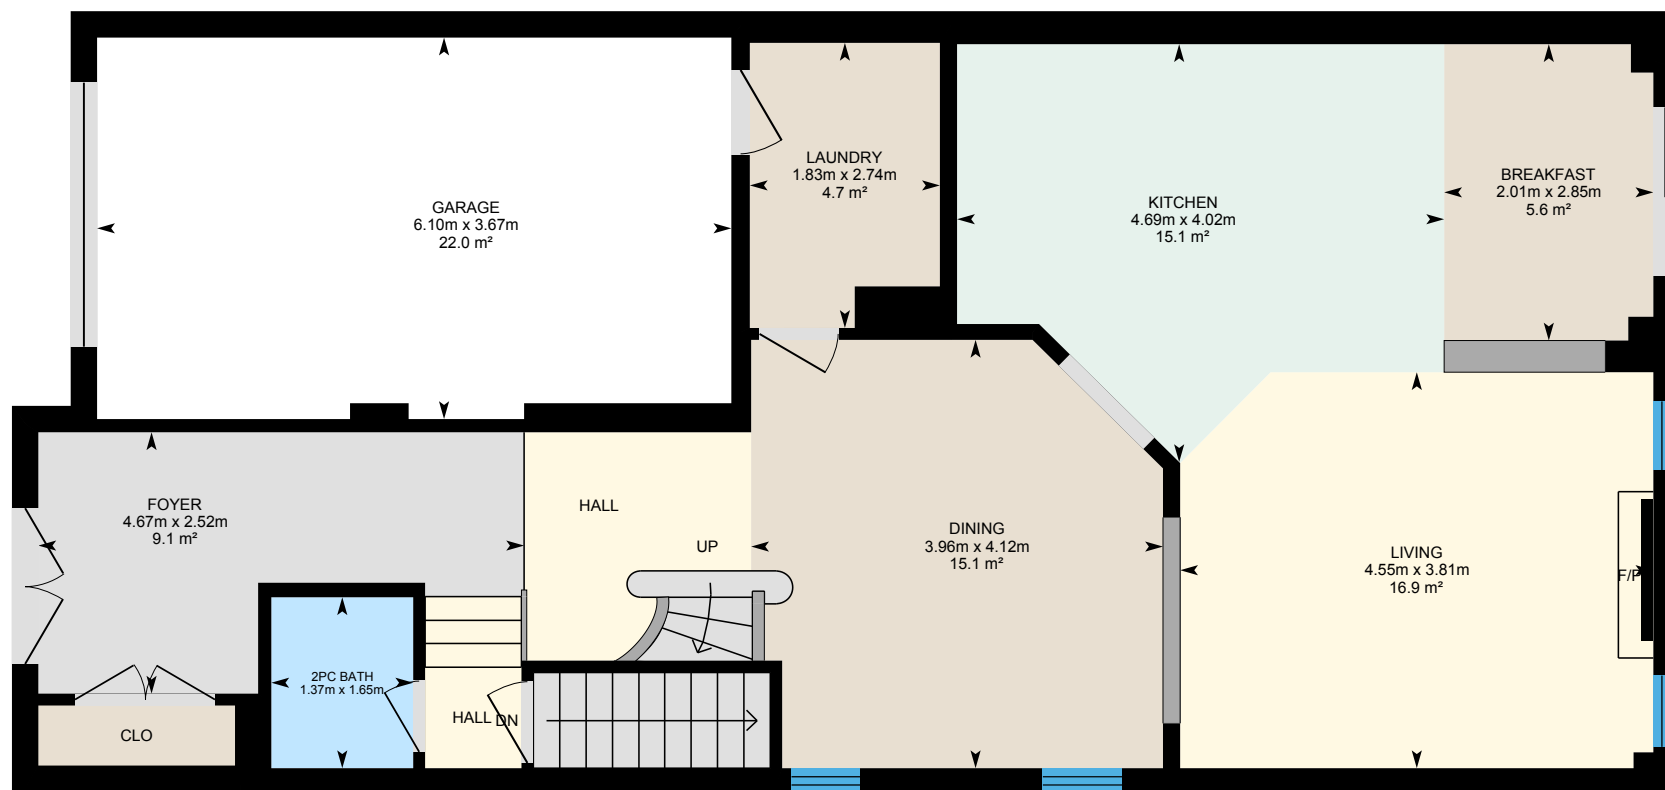 GARAGE
6.10m x 3.67m
22.0 m²
LAUNDRY
1.83m x 2.74m
4.7 m²
KITCHEN
4.69m x 4.02m
15.1 m²
BREAKFAST
2.01m x 2.85m
5.6 m²
FOYER
4.67m x 2.52m
9.1 m²
HALL
UP
DINING
3.96m x 4.12m
15.1 m²
LIVING
4.55m x 3.81m
16.9 m²
F/P
2PC BATH
1.37m x 1.65m
HALL
DN
CLO